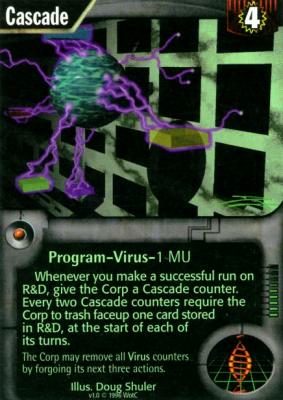 Cascade
4
Program-Virus-1 MU
Whenever you make a successful run on
R&D, give the Corp a Cascade counter.
Every two Cascade counters require the
Corp to trash faceup one card stored
in R&D, at the start of each of
its turns.
The Corp may remove all Virus counters
by forgoing its next three actions.
Illus. Doug Shuler
v1.0 © 1996 WotC